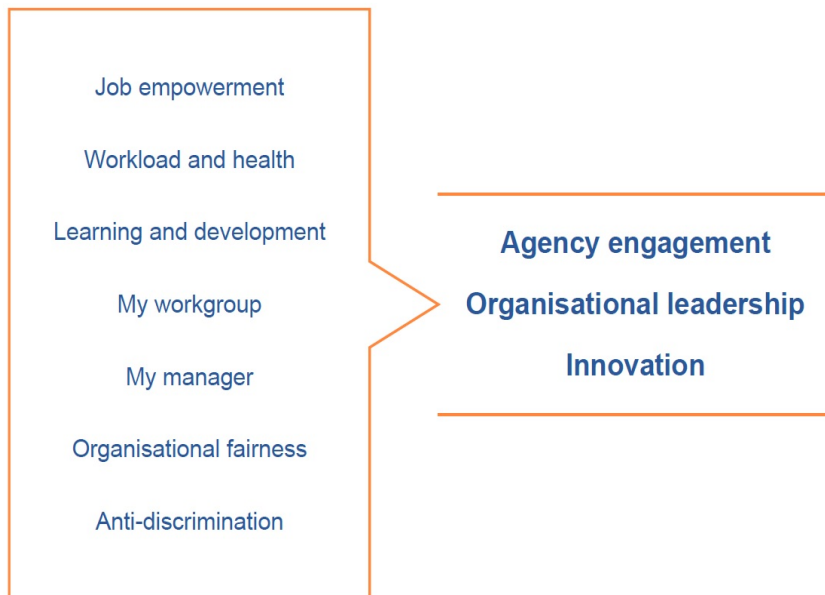 Job empowerment
Workload and health
Learning and development
My workgroup
My manager
Organisational fairness
Anti-discrimination
Agency engagement
Organisational leadership
Innovation